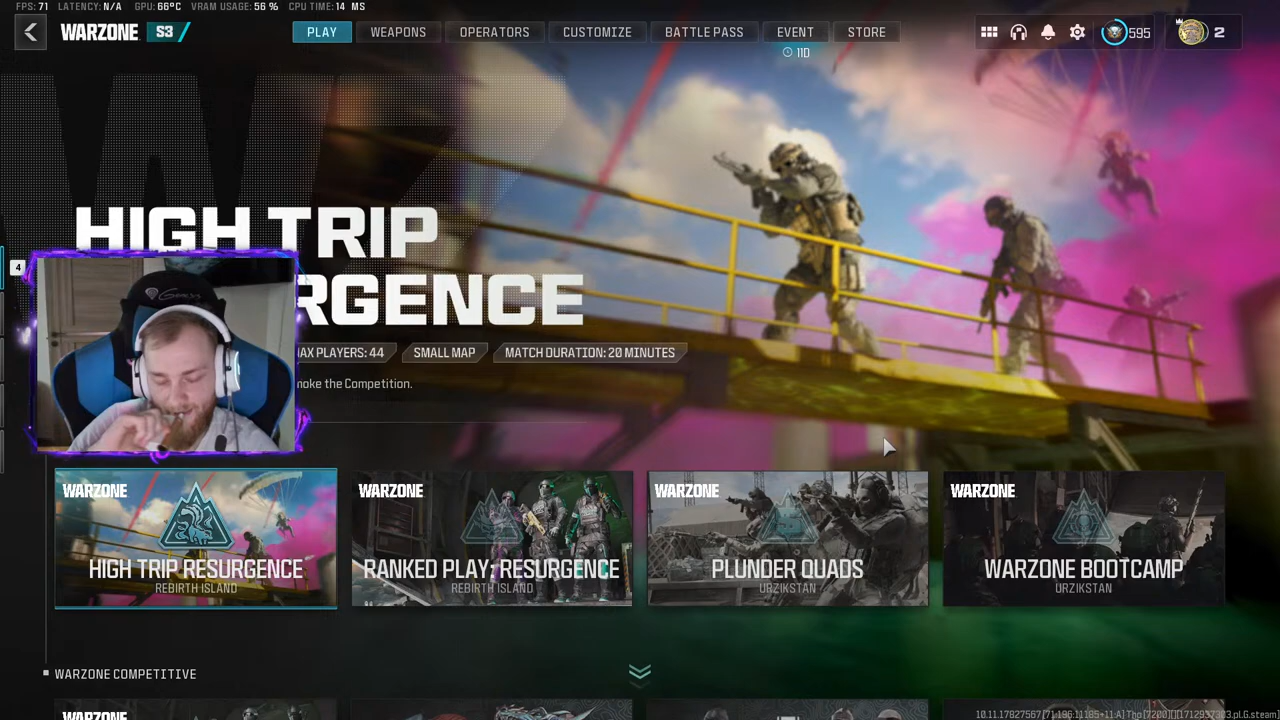 FPS: 71 LATENCY: N/A GPU: 66°C VRAM USAGE: 56 % CPU TIME: 14 MS
WARZONE S3
PLAY WEAPONS OPERATORS CUSTOMIZE BATTLE PASS EVENT STORE
595
2
11D
HIGH TRIP
RGENCE
4
AX PLAYERS: 44 SMALL MAP MATCH DURATION: 20 MINUTES
moke the Competition.
WARZONE WARZONE WARZONE WARZONE
HIGH TRIP RESURGENCE RANKED PLAY: RESURGENCE PLUNDER QUADS WARZONE BOOTCAMP
REBIRTH ISLAND REBIRTH ISLAND URZIKSTAN URZIKSTAN
WARZONE COMPETITIVE
WARZONE WARZONE